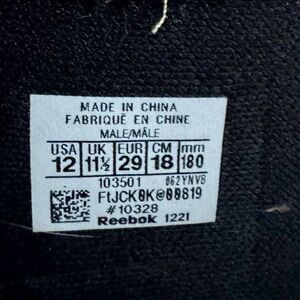 MADE IN CHINA
FABRIQUÉ EN CHINE
MALE/MÂLE
USA UK EUR CM mm
12 11½ 29 18 180
103501 062YNVB
FtJCK0K@00819
#10328
Reebok 1221